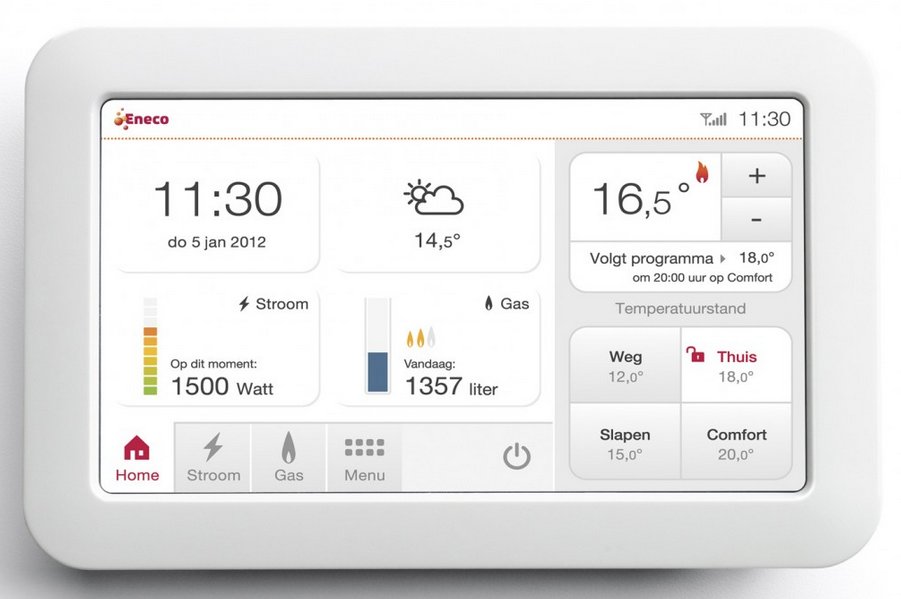 Eneco
11:30
11:30
do 5 jan 2012
14,5°
16,5°
+
-
Volgt programma 18,0°
om 20:00 uur op Comfort
Stroom
Op dit moment:
1500 Watt
Gas
Vandaag:
1357 liter
Temperatuurstand
Weg
12,0°
Thuis
18,0°
Slapen
15,0°
Comfort
20,0°
Home
Stroom
Gas
Menu